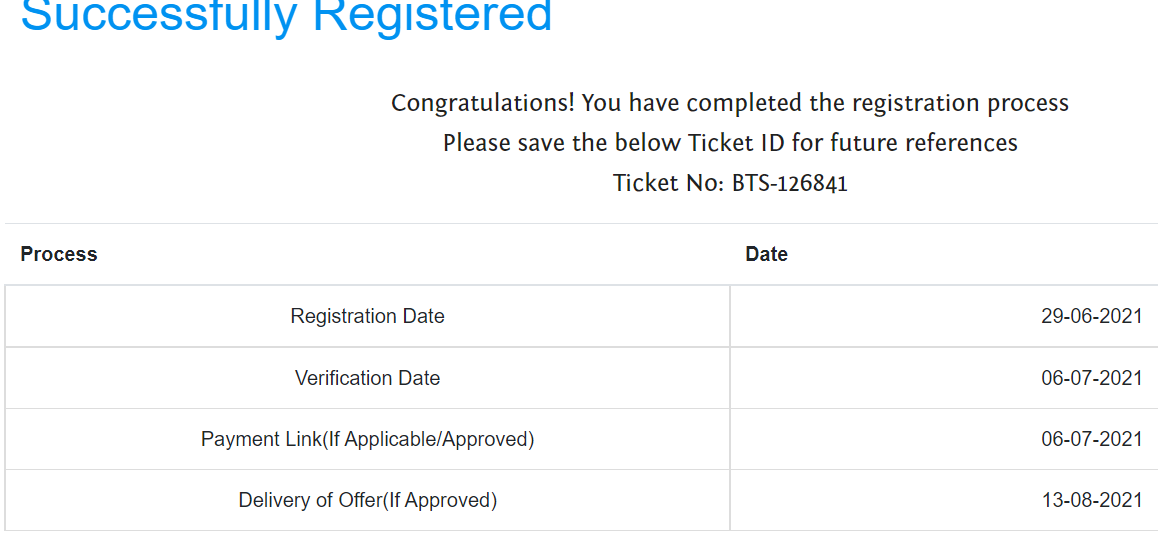 Successfully Registered
Congratulations! You have completed the registration process
Please save the below Ticket ID for future references
Ticket No: BTS-126841
Process Date
Registration Date 29-06-2021
Verification Date 06-07-2021
Payment Link(If Applicable/Approved) 06-07-2021
Delivery of Offer(If Approved) 13-08-2021